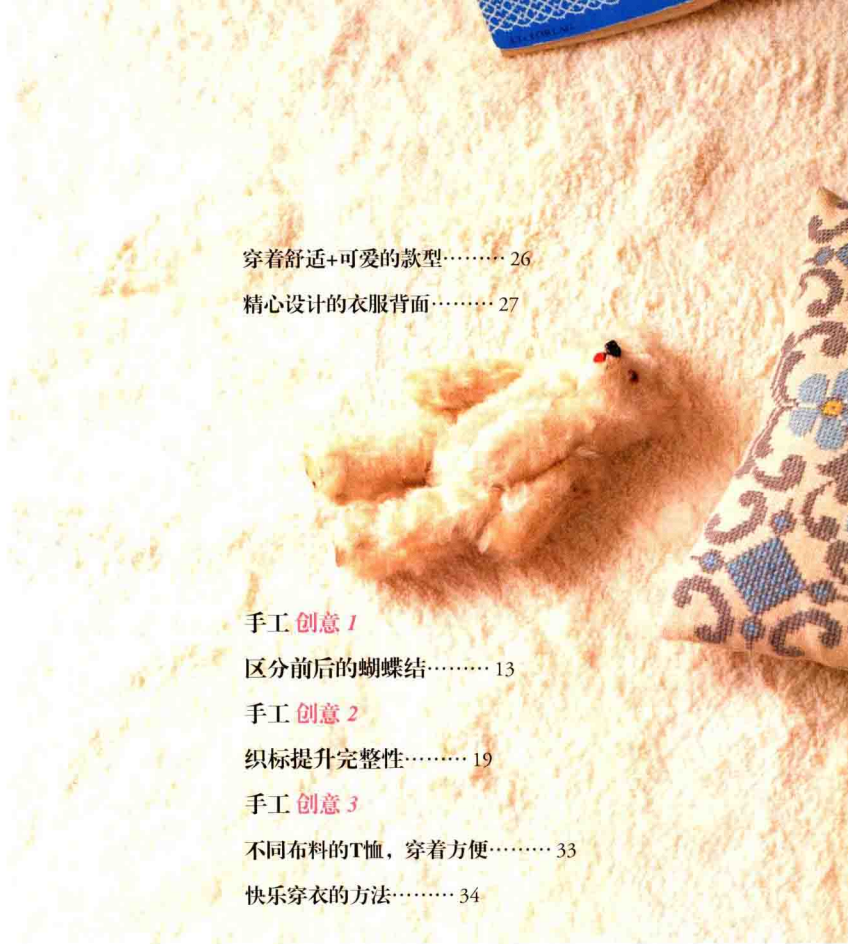 穿着舒适+可爱的款型……… 26
精心设计的衣服背面……… 27
手工 创意 1
区分前后的蝴蝶结……… 13
手工 创意 2
织标提升完整性……… 19
手工 创意 3
不同布料的T恤，穿着方便……… 33
快乐穿衣的方法……… 34